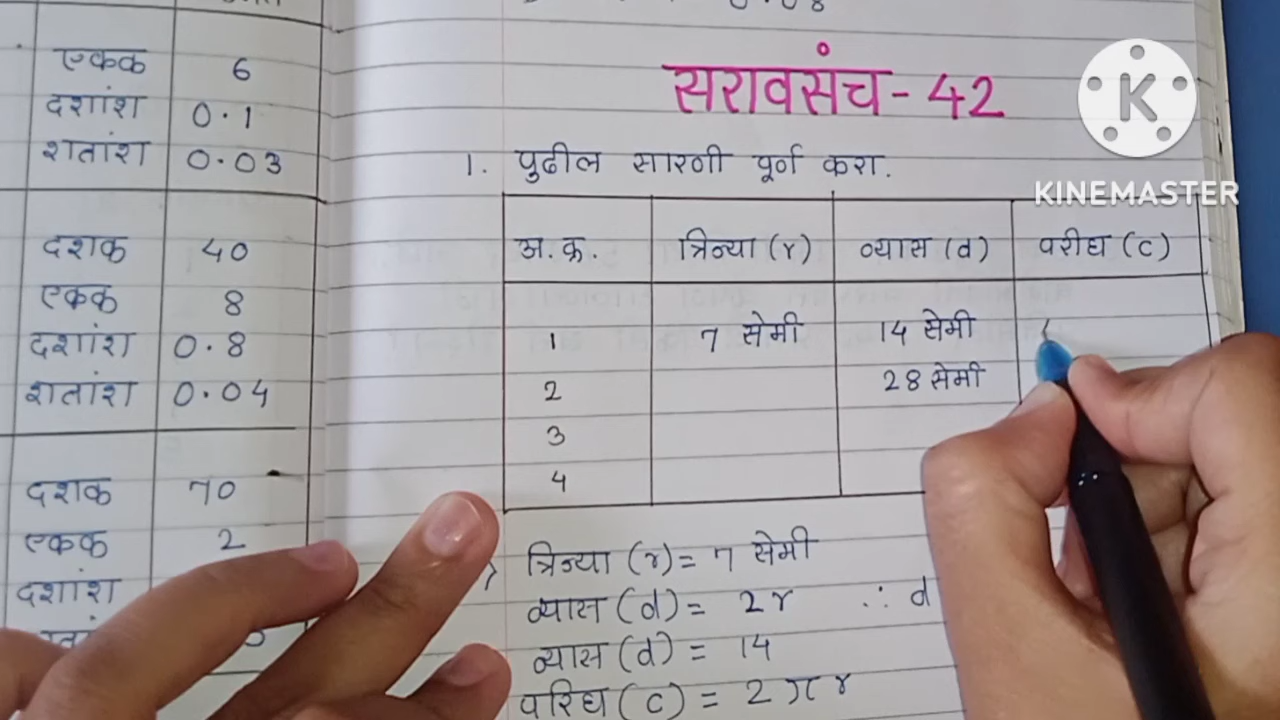 एकक 6
दशांश 0.1
शतांश 0.03
दशक 40
एकक 8
दशांश 0.8
शतांश 0.04
दशक 70
एकक 2
दशांश
सरावसंच - 42
1. पुढील सारणी पूर्ण करा.
अ.क्र. त्रिज्या (r) व्यास (d) परीघ (c)
1 7 सेमी 14 सेमी
2 28 सेमी
3
4
त्रिज्या (r) = 7 सेमी
व्यास (d) = 2r ∴ d
व्यास (d) = 14
परिघ (c) = 2πr
K
KINEMASTER